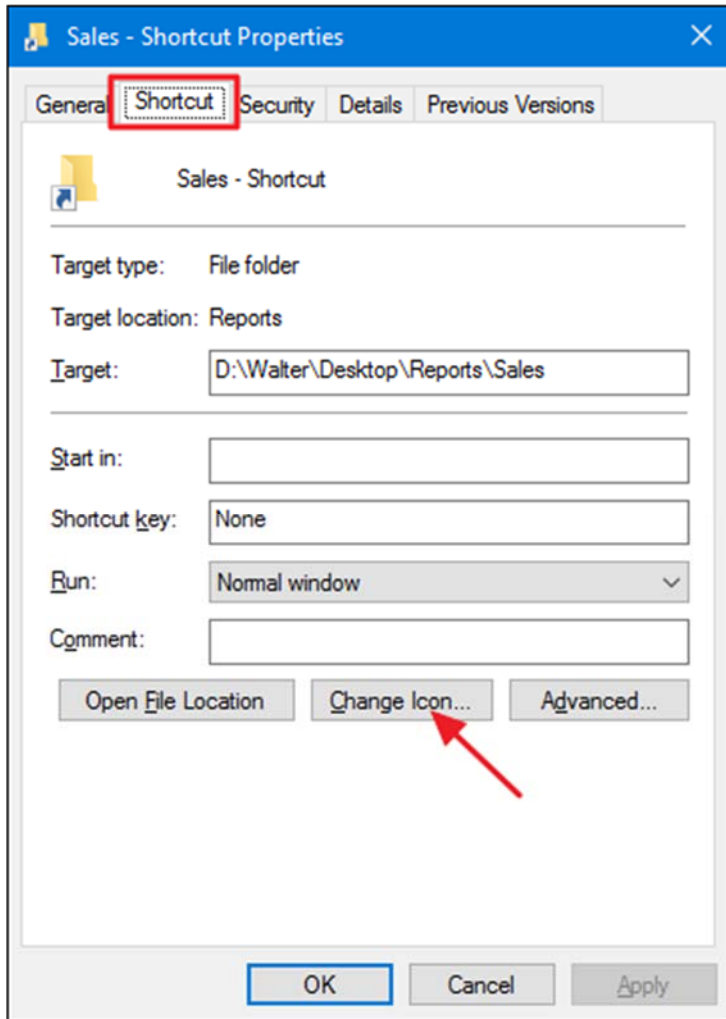 Sales - Shortcut Properties
General Shortcut Security Details Previous Versions
Sales - Shortcut
Target type: File folder
Target location: Reports
Target: D:\Walter\Desktop\Reports\Sales
Start in:
Shortcut key: None
Run: Normal window
Comment:
Open File Location Change Icon... Advanced...
OK Cancel Apply